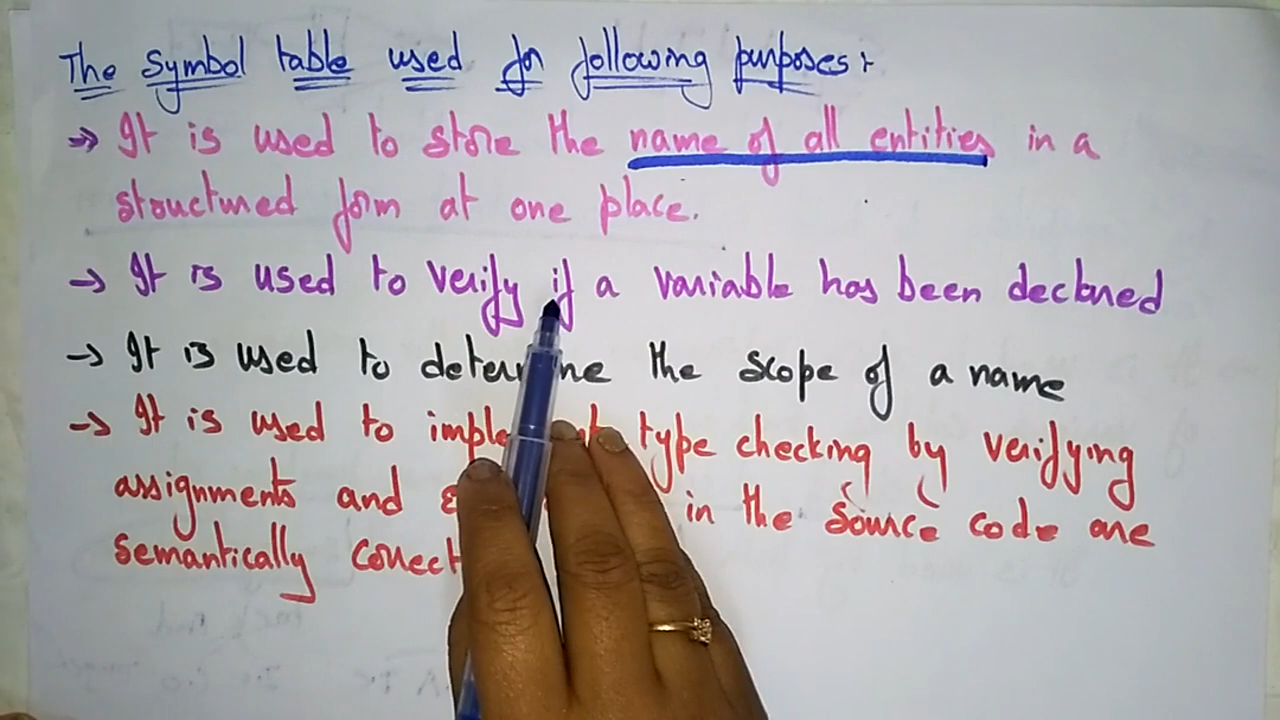 The symbol table used for following purposes:
→ It is used to store the name of all entities in a
structured form at one place.
→ It is used to verify if a variable has been declared
→ It is used to determine the scope of a name
→ It is used to implement type checking by verifying
assignments and in the source code are
semantically correct